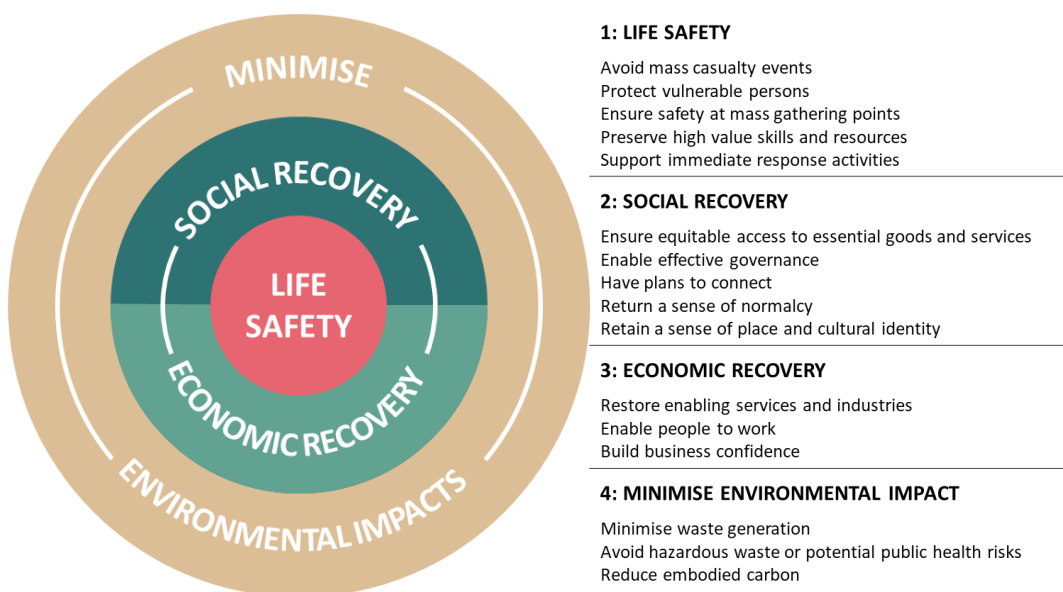 MINIMISE
SOCIAL RECOVERY
LIFE
SAFETY
ECONOMIC RECOVERY
ENVIRONMENTAL IMPACTS
1: LIFE SAFETY
Avoid mass casualty events
Protect vulnerable persons
Ensure safety at mass gathering points
Preserve high value skills and resources
Support immediate response activities
2: SOCIAL RECOVERY
Ensure equitable access to essential goods and services
Enable effective governance
Have plans to connect
Return a sense of normalcy
Retain a sense of place and cultural identity
3: ECONOMIC RECOVERY
Restore enabling services and industries
Enable people to work
Build business confidence
4: MINIMISE ENVIRONMENTAL IMPACT
Minimise waste generation
Avoid hazardous waste or potential public health risks
Reduce embodied carbon